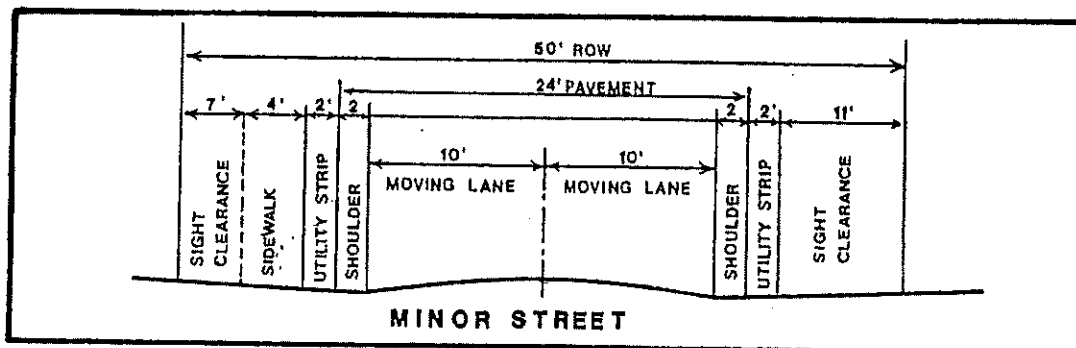 50' ROW
24' PAVEMENT
7' 4' 2' 2 2 2' 11'
10' 10'
MOVING LANE MOVING LANE
SIGHT CLEARANCE
SIDEWALK
UTILITY STRIP
SHOULDER
SHOULDER
UTILITY STRIP
SIGHT CLEARANCE
MINOR STREET